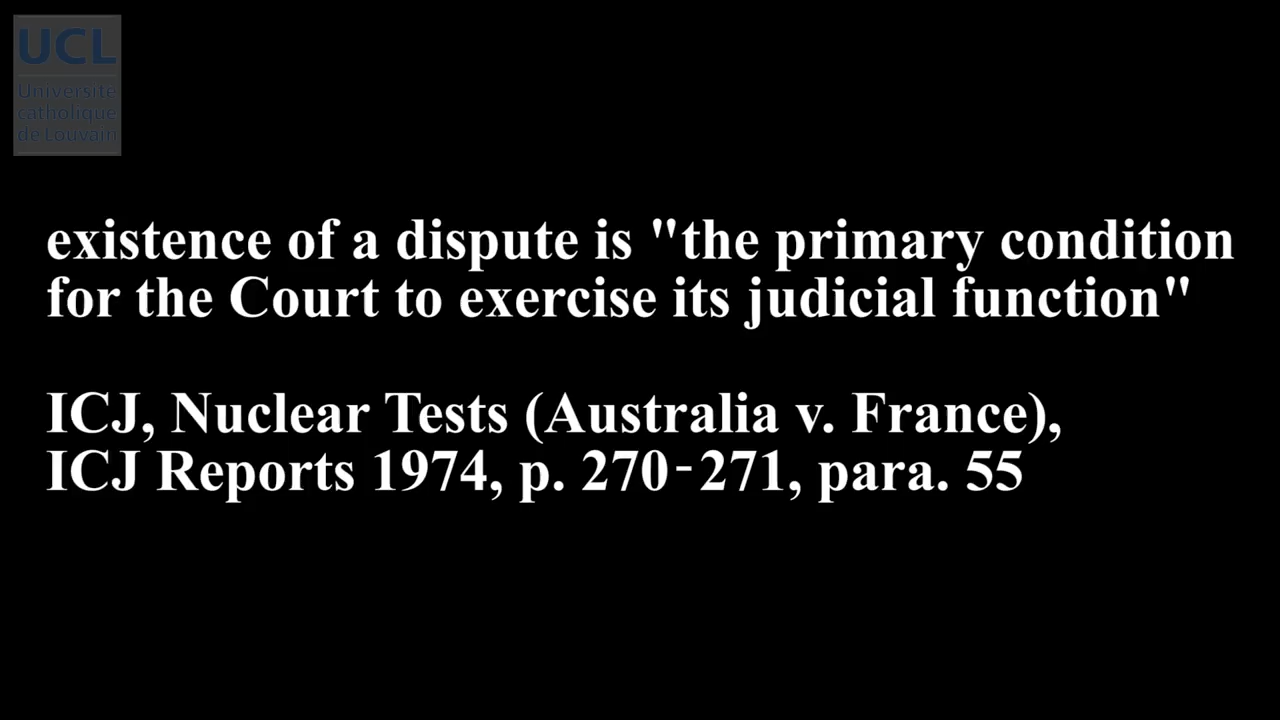 UCL
Université
catholique
de Louvain
existence of a dispute is "the primary condition
for the Court to exercise its judicial function"
ICJ, Nuclear Tests (Australia v. France),
ICJ Reports 1974, p. 270-271, para. 55